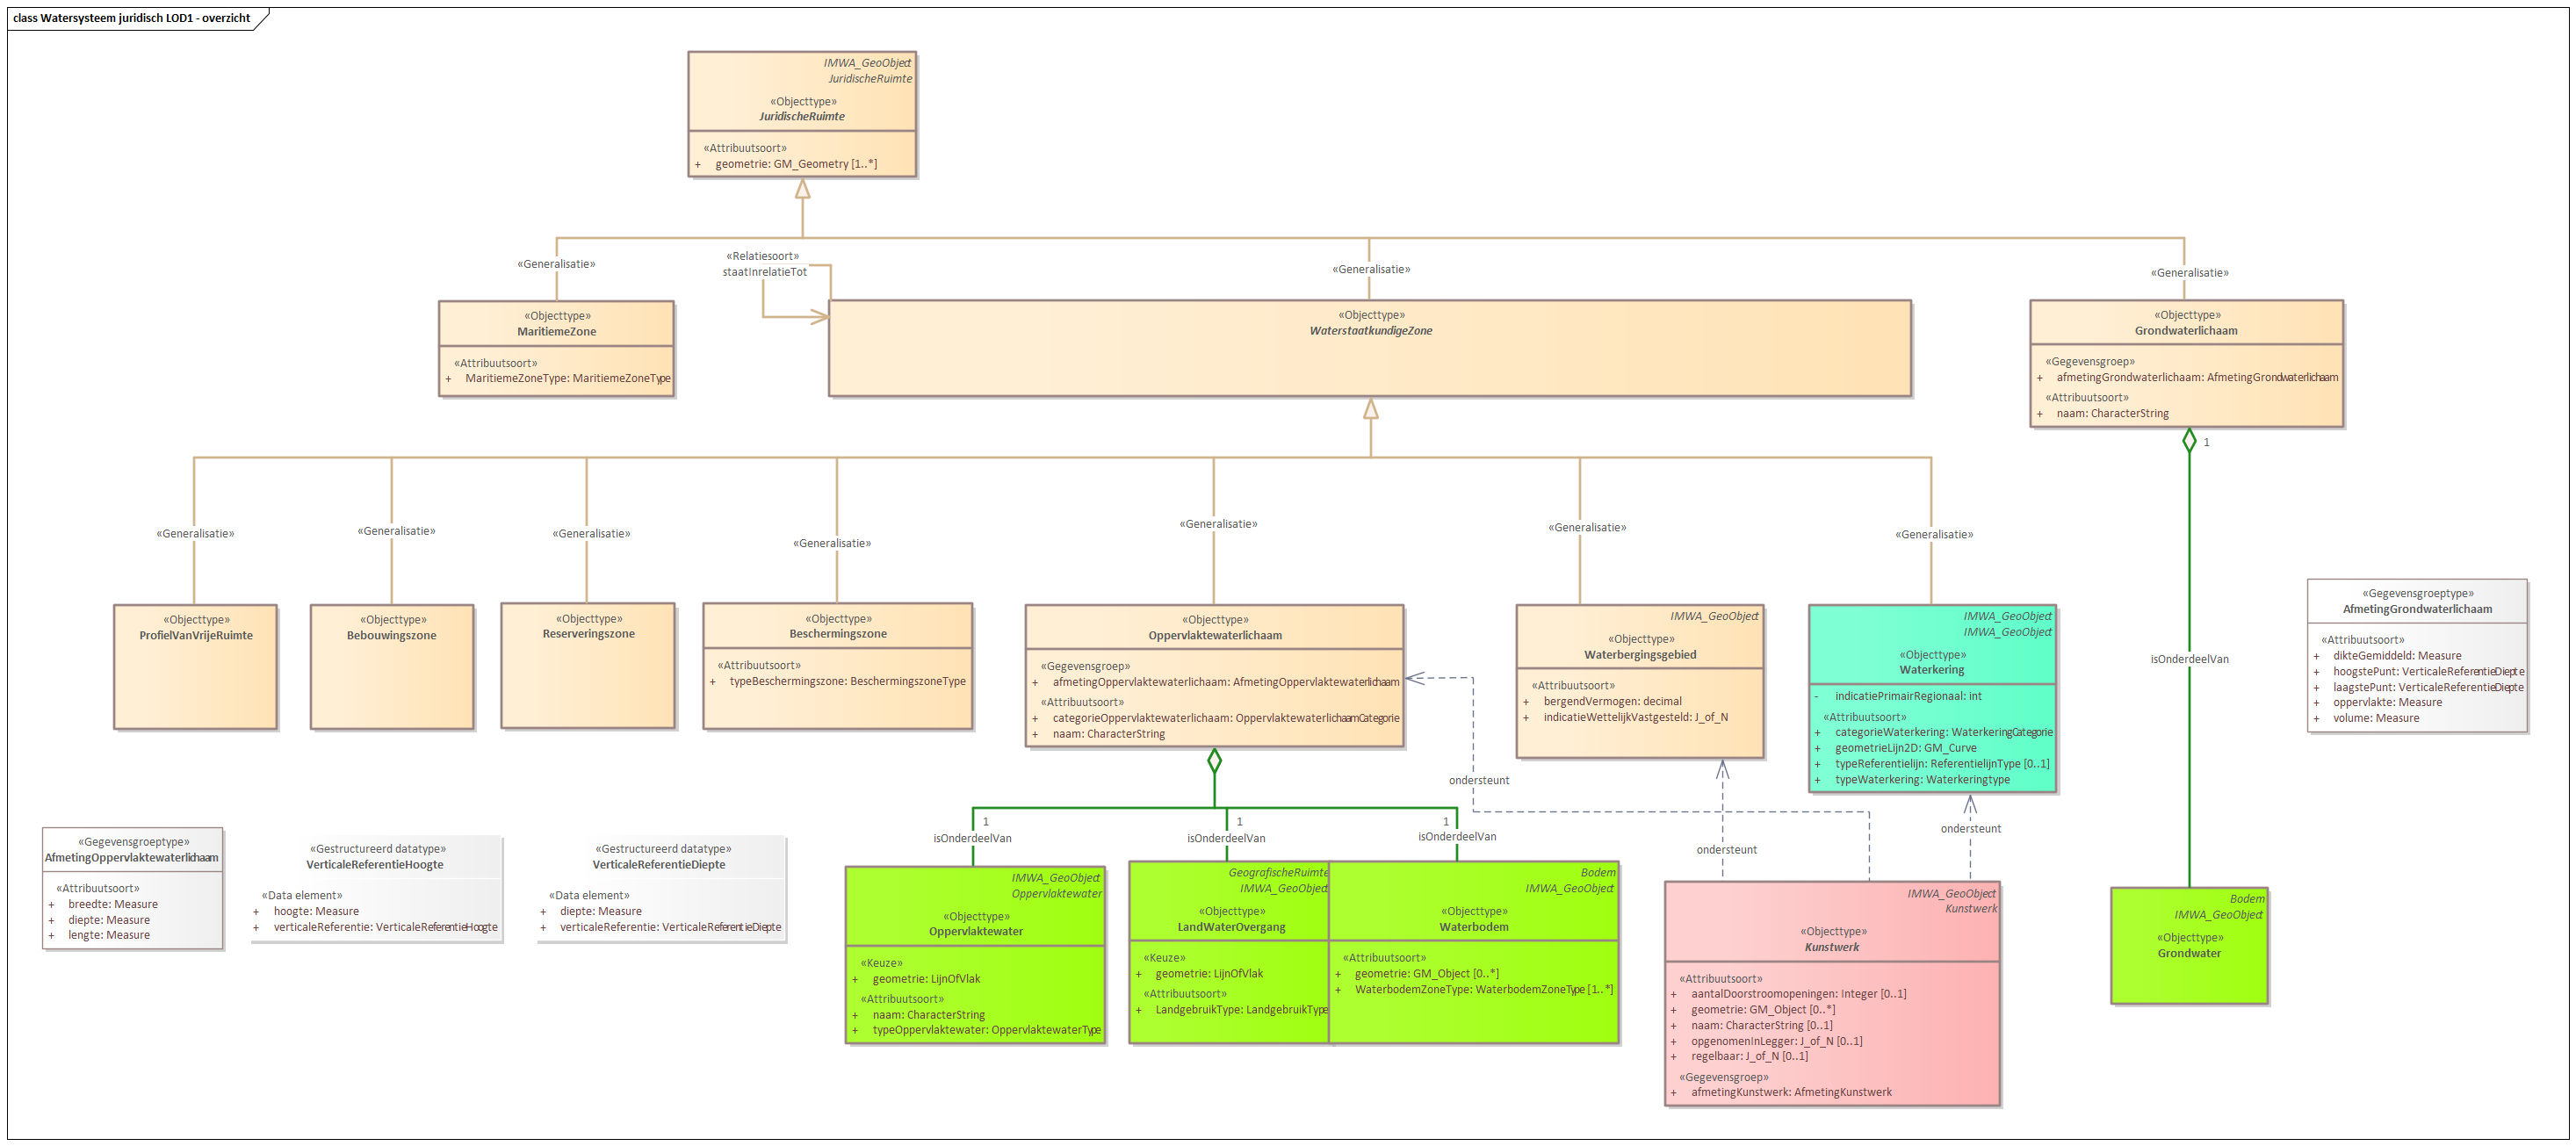 class Watersysteem juridisch LOD1 - overzicht
IMWA_GeoObject
JuridischeRuimte
«Objecttype»
JuridischeRuimte
«Attribuutsoort»
+ geometrie: GM_Geometry [1..*]
«Generalisatie»
«Relatiesoort»
staatInrelatieTot
«Generalisatie»
«Generalisatie»
«Objecttype»
MaritiemeZone
«Attribuutsoort»
+ MaritiemeZoneType: MaritiemeZoneType
«Objecttype»
WaterstaatkundigeZone
«Objecttype»
Grondwaterlichaam
«Gegevensgroep»
+ afmetingGrondwaterlichaam: AfmetingGrondwaterlichaam
«Attribuutsoort»
+ naam: CharacterString
1
«Generalisatie»
«Generalisatie»
«Generalisatie»
«Generalisatie»
«Generalisatie»
«Generalisatie»
«Generalisatie»
«Objecttype»
ProfielVanVrijeRuimte
«Objecttype»
Bebouwingszone
«Objecttype»
Reserveringszone
«Objecttype»
Beschermingszone
«Attribuutsoort»
+ typeBeschermingszone: BeschermingszoneType
«Objecttype»
Oppervlaktewaterlichaam
«Gegevensgroep»
+ afmetingOppervlaktewaterlichaam: AfmetingOppervlaktewaterlichaam
«Attribuutsoort»
+ categorieOppervlaktewaterlichaam: OppervlaktewaterlichaamCategorie
+ naam: CharacterString
IMWA_GeoObject
«Objecttype»
Waterbergingsgebied
«Attribuutsoort»
+ bergendVermogen: decimal
+ indicatieWettelijkVastgesteld: J_of_N
IMWA_GeoObject
IMWA_GeoObject
«Objecttype»
Waterkering
- indicatiePrimairRegionaal: int
«Attribuutsoort»
+ categorieWaterkering: WaterkeringCategorie
+ geometrieLijn2D: GM_Curve
+ typeReferentielijn: ReferentielijnType [0..1]
+ typeWaterkering: Waterkeringtype
isOnderdeelVan
«Gegevensgroeptype»
AfmetingGrondwaterlichaam
«Attribuutsoort»
+ dikteGemiddeld: Measure
+ hoogstePunt: VerticaleReferentieDiepte
+ laagstePunt: VerticaleReferentieDiepte
+ oppervlakte: Measure
+ volume: Measure
ondersteunt
ondersteunt
ondersteunt
1
isOnderdeelVan
1
isOnderdeelVan
1
isOnderdeelVan
«Gegevensgroeptype»
AfmetingOppervlaktewaterlichaam
«Attribuutsoort»
+ breedte: Measure
+ diepte: Measure
+ lengte: Measure
«Gestructureerd datatype»
VerticaleReferentieHoogte
«Data element»
+ hoogte: Measure
+ verticaleReferentie: VerticaleReferentieHoogte
«Gestructureerd datatype»
VerticaleReferentieDiepte
«Data element»
+ diepte: Measure
+ verticaleReferentie: VerticaleReferentieDiepte
IMWA_GeoObject
Oppervlaktewater
«Objecttype»
Oppervlaktewater
«Keuze»
+ geometrie: LijnOfVlak
«Attribuutsoort»
+ naam: CharacterString
+ typeOppervlaktewater: OppervlaktewaterType
GeografischeRuimte
IMWA_GeoObject
«Objecttype»
LandWaterOvergang
«Keuze»
+ geometrie: LijnOfVlak
«Attribuutsoort»
+ LandgebruikType: LandgebruikType
Bodem
IMWA_GeoObject
«Objecttype»
Waterbodem
«Attribuutsoort»
+ geometrie: GM_Object [0..*]
+ WaterbodemZoneType: WaterbodemZoneType [1..*]
IMWA_GeoObject
Kunstwerk
«Objecttype»
Kunstwerk
«Attribuutsoort»
+ aantalDoorstroomopeningen: Integer [0..1]
+ geometrie: GM_Object [0..*]
+ naam: CharacterString [0..1]
+ opgenomenInLegger: J_of_N [0..1]
+ regelbaar: J_of_N [0..1]
«Gegevensgroep»
+ afmetingKunstwerk: AfmetingKunstwerk
Bodem
IMWA_GeoObject
«Objecttype»
Grondwater